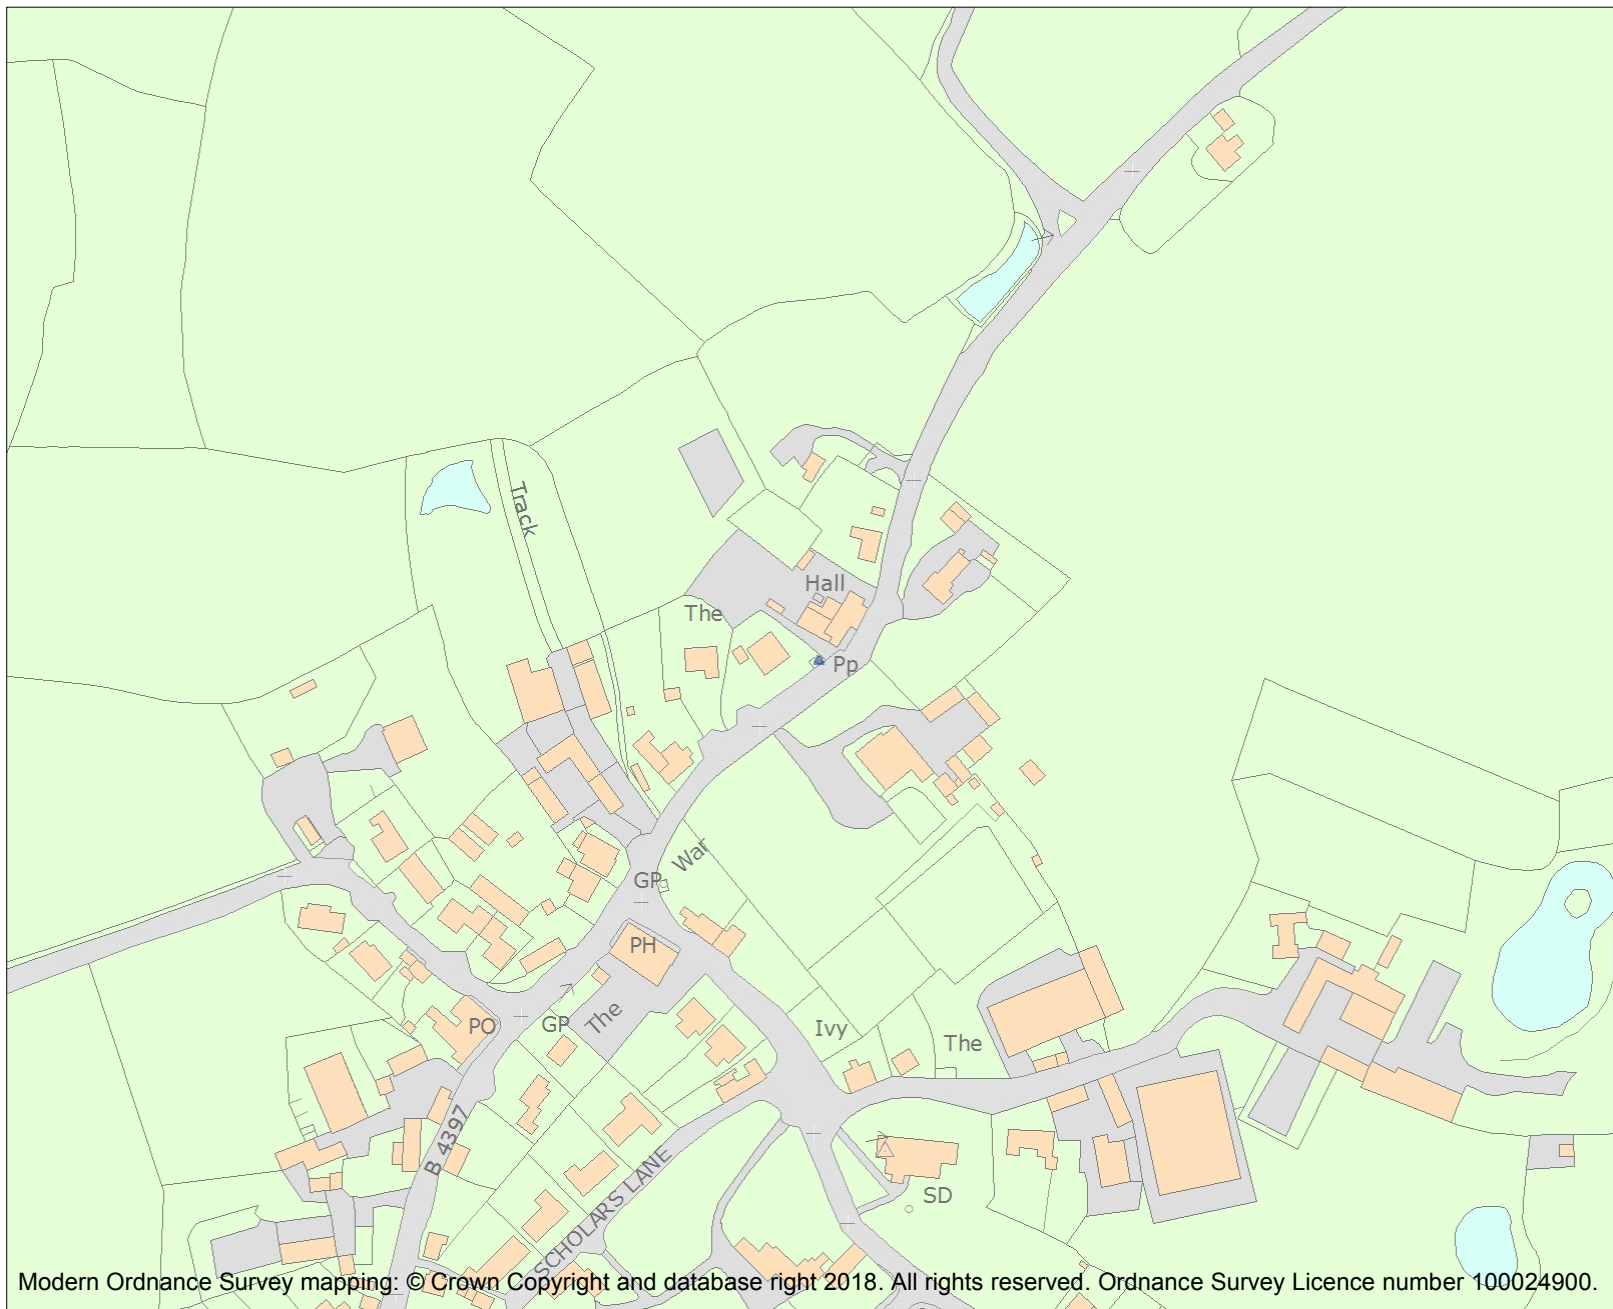 Track
Hall
The
Pp
War
GP
PH
PO
GP
The
Ivy
The
B 4397
SCHOLARS LANE
SD
Modern Ordnance Survey mapping: © Crown Copyright and database right 2018. All rights reserved. Ordnance Survey Licence number 100024900.